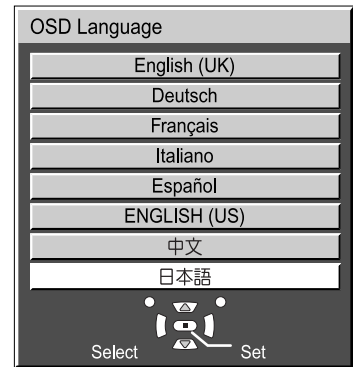 OSD Language
English (UK)
Deutsch
Français
Italiano
Español
ENGLISH (US)
中文
日本語
Select Set